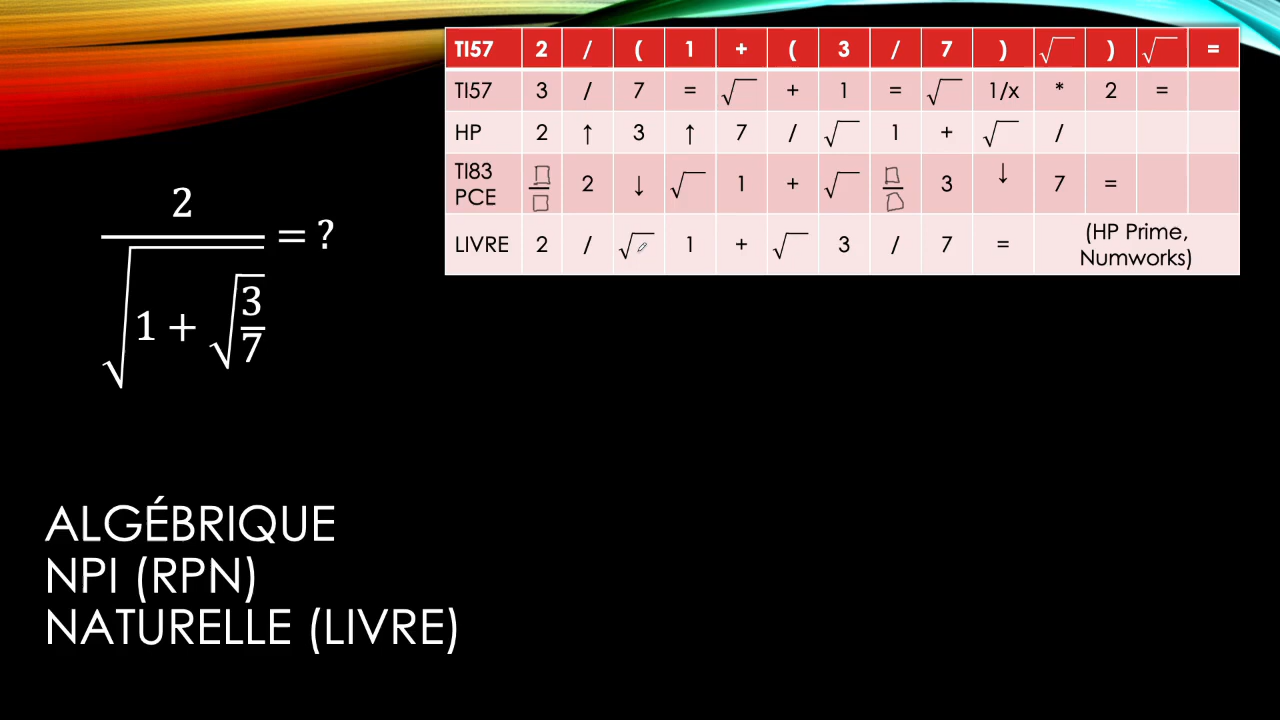 TI57 2 / ( 1 + ( 3 / 7 ) √ ) √ =
TI57 3 / 7 = √ + 1 = √ 1/x * 2 =
HP 2 ↑ 3 ↑ 7 / √ 1 + √ /
TI83 PCE □/□ 2 ↓ √ 1 + √ □/□ 3 ↓ 7 =
LIVRE 2 / √ 1 + √ 3 / 7 = (HP Prime, Numworks)
2
1 + √ 3/7 = ?
ALGÉBRIQUE
NPI (RPN)
NATURELLE (LIVRE)